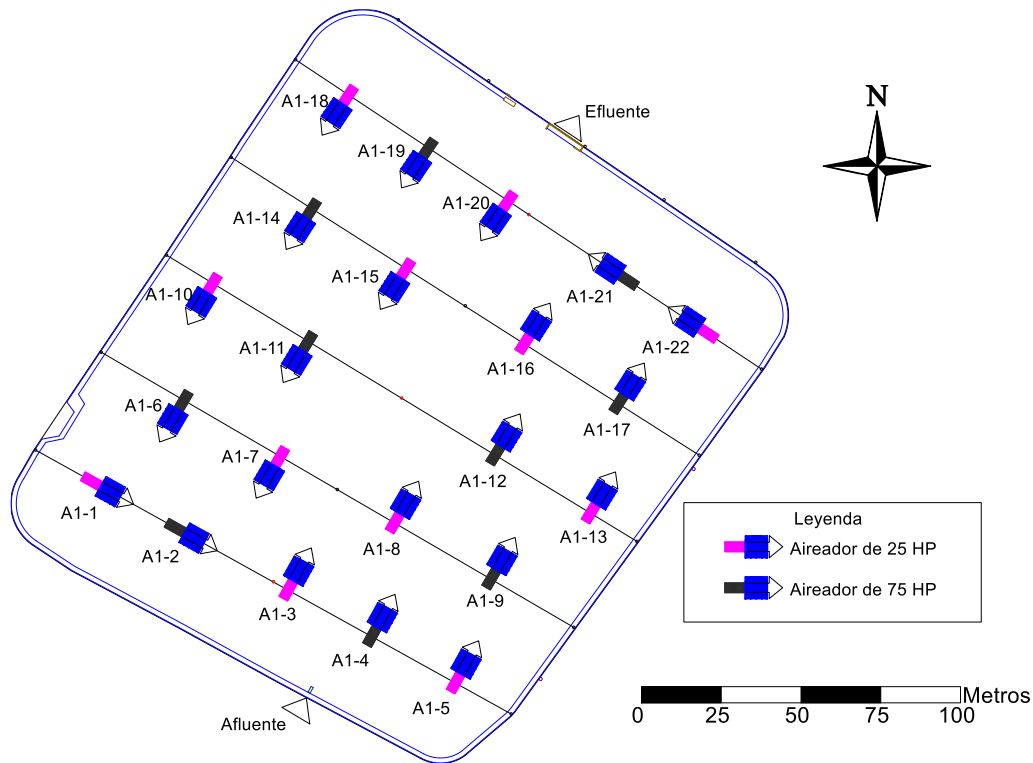 N
Efluente
A1-18
A1-19
A1-20
A1-21
A1-22
A1-14
A1-15
A1-16
A1-17
A1-10
A1-11
A1-12
A1-13
A1-6
A1-7
A1-8
A1-9
A1-1
A1-2
A1-3
A1-4
A1-5
Afluente
Leyenda
Aireador de 25 HP
Aireador de 75 HP
Metros
0 25 50 75 100